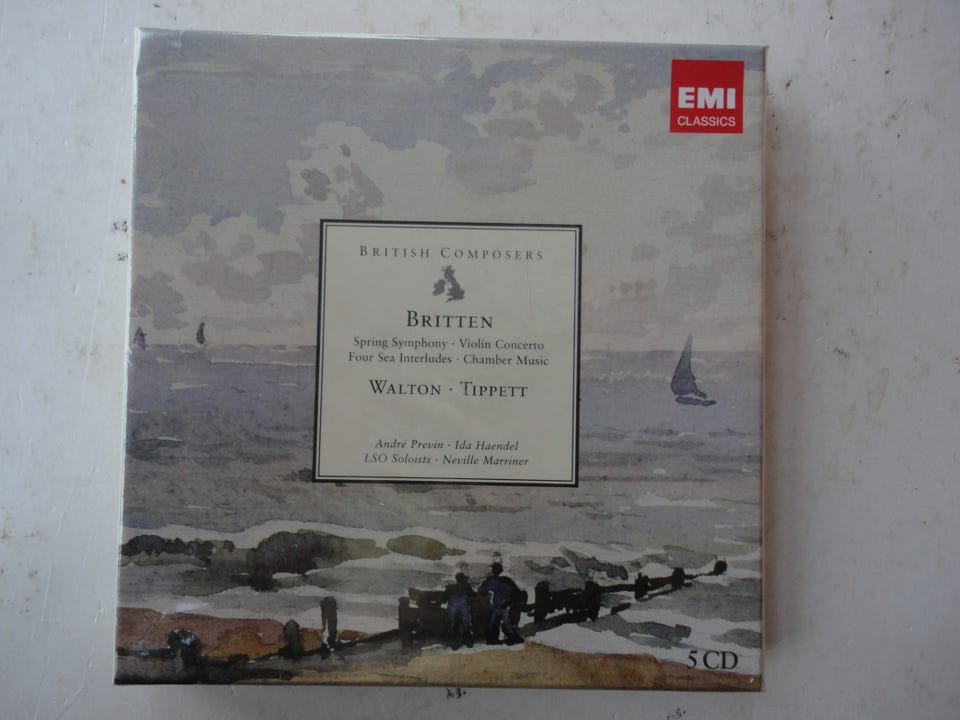 EMI
CLASSICS
BRITISH COMPOSERS
BRITTEN
Spring Symphony · Violin Concerto
Four Sea Interludes · Chamber Music
WALTON · TIPPETT
André Previn · Ida Haendel
LSO Soloists · Neville Marriner
5 CD